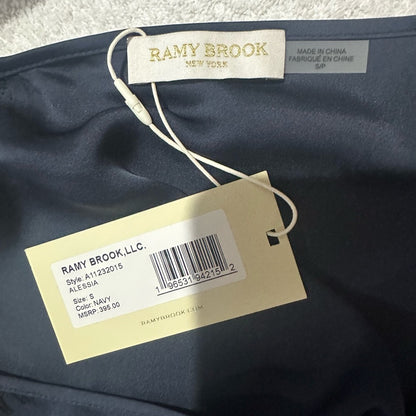 RAMY BROOK
NEW YORK
MADE IN CHINA
FABRIQUÉ EN CHINE
S/P
RAMY BROOK,LLC.
Style: A11232015
ALESSIA
Size: S
Color: NAVY
MSRP: 395.00
1 96531 94215 2
RAMYBROOK.COM